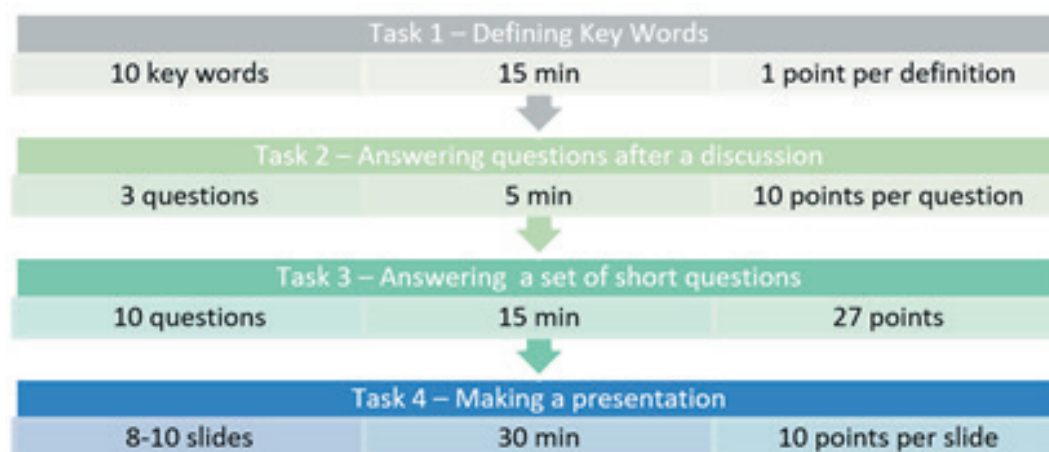 Task 1 – Defining Key Words
10 key words 15 min 1 point per definition
Task 2 – Answering questions after a discussion
3 questions 5 min 10 points per question
Task 3 – Answering a set of short questions
10 questions 15 min 27 points
Task 4 – Making a presentation
8-10 slides 30 min 10 points per slide